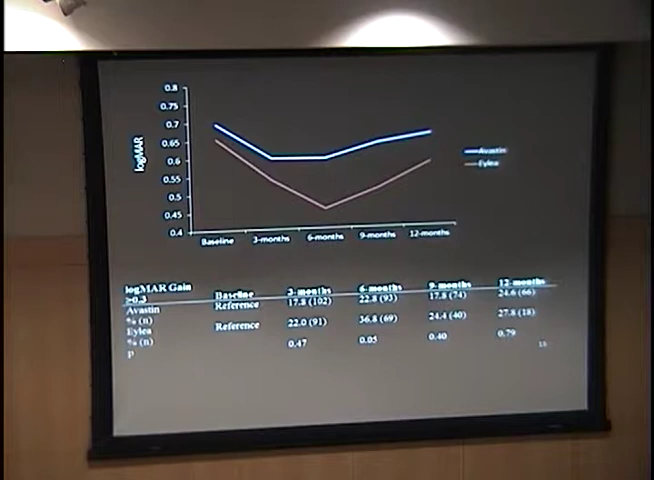 0.8
0.75
0.7
0.65
0.6
0.55
0.5
0.45
0.4
logMAR
Baseline 3-months 6-months 9-months 12-months
Avastin
Eylea
logMAR Gain
≥0.3 Baseline 3-months 6-months 9-months 12-months
Avastin Reference 17.8 (102) 22.8 (93) 17.8 (74) 24.6 (66)
% (n)
Eylea Reference 22.0 (91) 36.8 (69) 24.4 (40) 27.8 (18)
% (n)
P 0.47 0.05 0.40 0.79